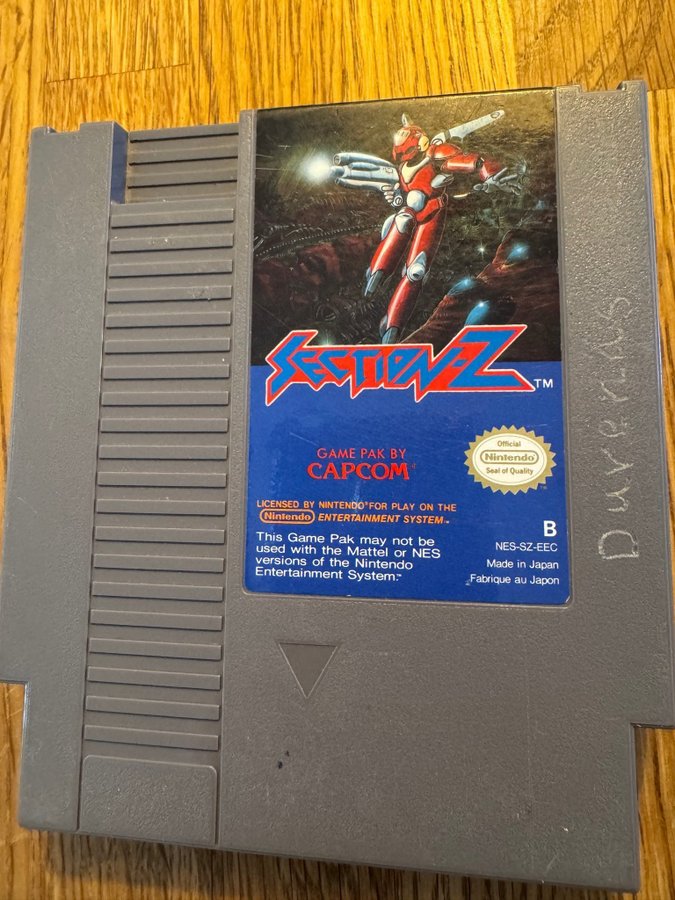 SECTION-Z™
GAME PAK BY
CAPCOM
Official
Nintendo
Seal of Quality
LICENSED BY NINTENDO® FOR PLAY ON THE
Nintendo ENTERTAINMENT SYSTEM™
This Game Pak may not be
used with the Mattel or NES
versions of the Nintendo
Entertainment System.™
B
NES-SZ-EEC
Made in Japan
Fabrique au Japon